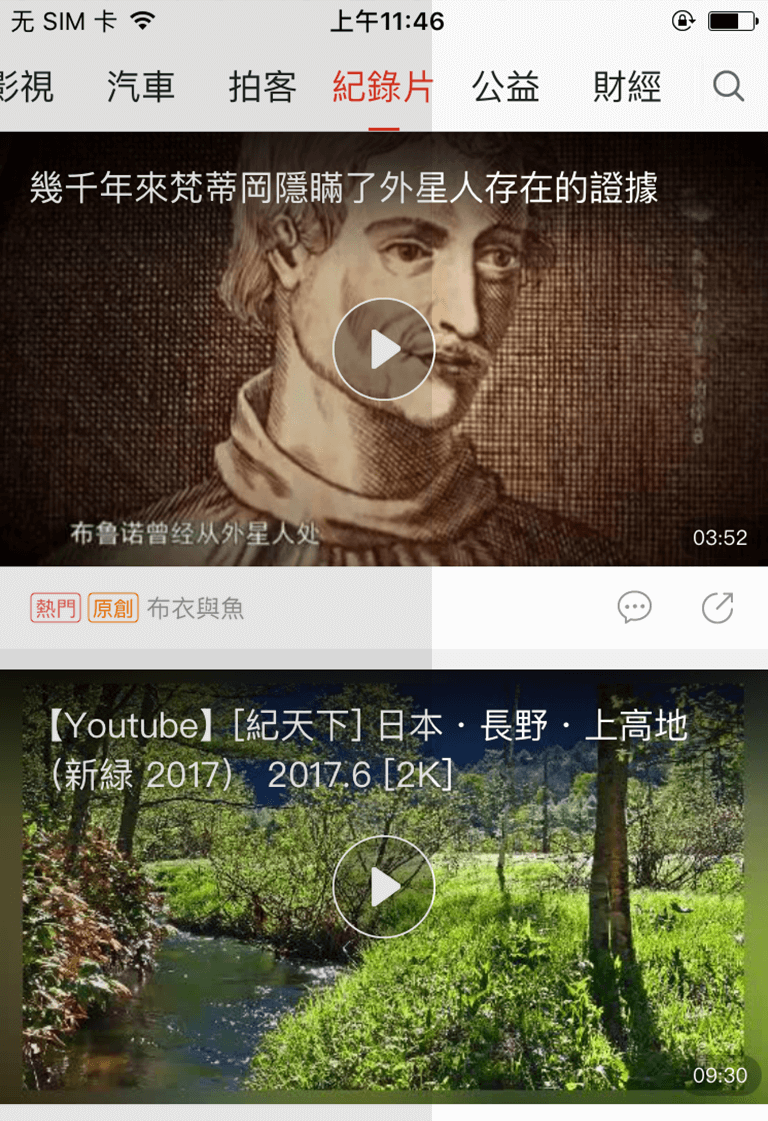 无 SIM 卡
上午11:46
影視 汽車 拍客 紀錄片 公益 財經
幾千年來梵蒂岡隱瞞了外星人存在的證據
布鲁诺曾经从外星人处
03:52
熱門 原創 布衣與魚
【Youtube】[紀天下] 日本·長野·上高地
（新緑 2017） 2017.6 [2K]
09:30